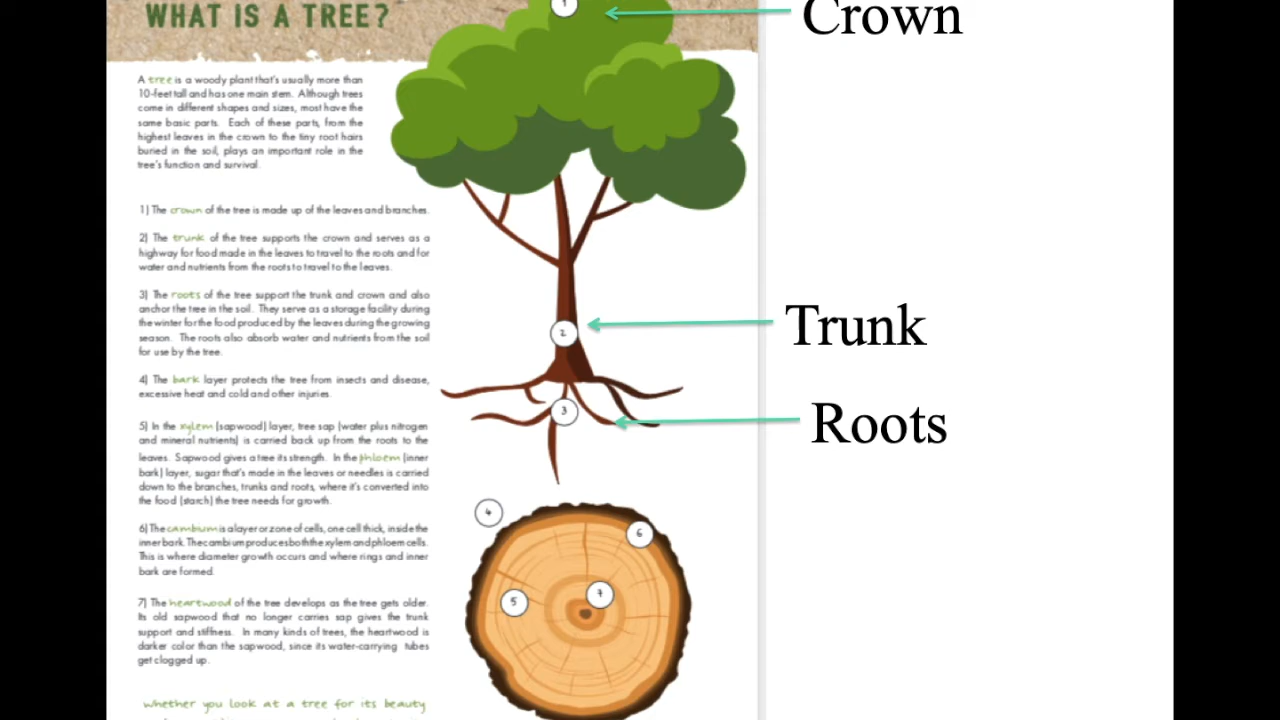 WHAT IS A TREE?
1
Crown
A tree is a woody plant that's usually more than
10-feet tall and has one main stem. Although trees
come in different shapes and sizes, most have the
same basic parts. Each of these parts, from the
highest leaves in the crown to the tiny root hairs
buried in the soil, plays an important role in the
tree's function and survival.
1) The crown of the tree is made up of the leaves and branches.
2) The trunk of the tree supports the crown and serves as a
highway for food made in the leaves to travel to the roots and for
water and nutrients from the roots to travel to the leaves.
3) The roots of the tree support the trunk and crown and also
anchor the tree in the soil. They serve as a storage facility during
the winter for the food produced by the leaves during the growing
season. The roots also absorb water and nutrients from the soil
for use by the tree.
4) The bark layer protects the tree from insects and disease,
excessive heat and cold and other injuries.
5) In the xylem (sapwood) layer, tree sap (water plus nitrogen
and mineral nutrients) is carried back up from the roots to the
leaves. Sapwood gives a tree its strength. In the phloem (inner
bark) layer, sugar that's made in the leaves or needles is carried
down to the branches, trunks and roots, where it's converted into
the food (starch) the tree needs for growth.
6) The cambium is a layer or zone of cells, one cell thick, inside the
inner bark. The cambium produces both the xylem and phloem cells.
This is where diameter growth occurs and where rings and inner
bark are formed.
7) The heartwood of the tree develops as the tree gets older.
Its old sapwood that no longer carries sap gives the trunk
support and stiffness. In many kinds of trees, the heartwood is
darker color than the sapwood, since its water-carrying tubes
get clogged up.
whether you look at a tree for its beauty
2
Trunk
3
Roots
4
6
5
7